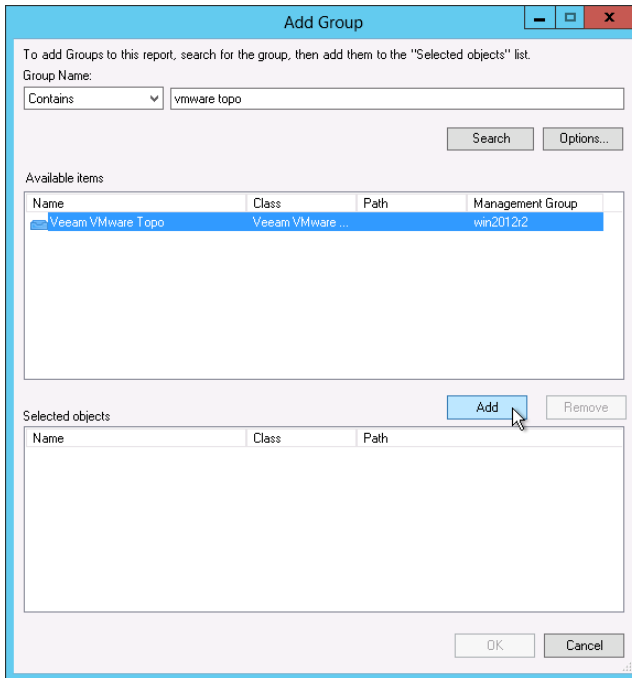 Add Group
To add Groups to this report, search for the group, then add them to the "Selected objects" list.
Group Name:
Contains vmware topo
Search Options...
Available items
Name Class Path Management Group
Veeam VMware Topo Veeam VMware ... win2012r2
Add Remove
Selected objects
Name Class Path
OK Cancel